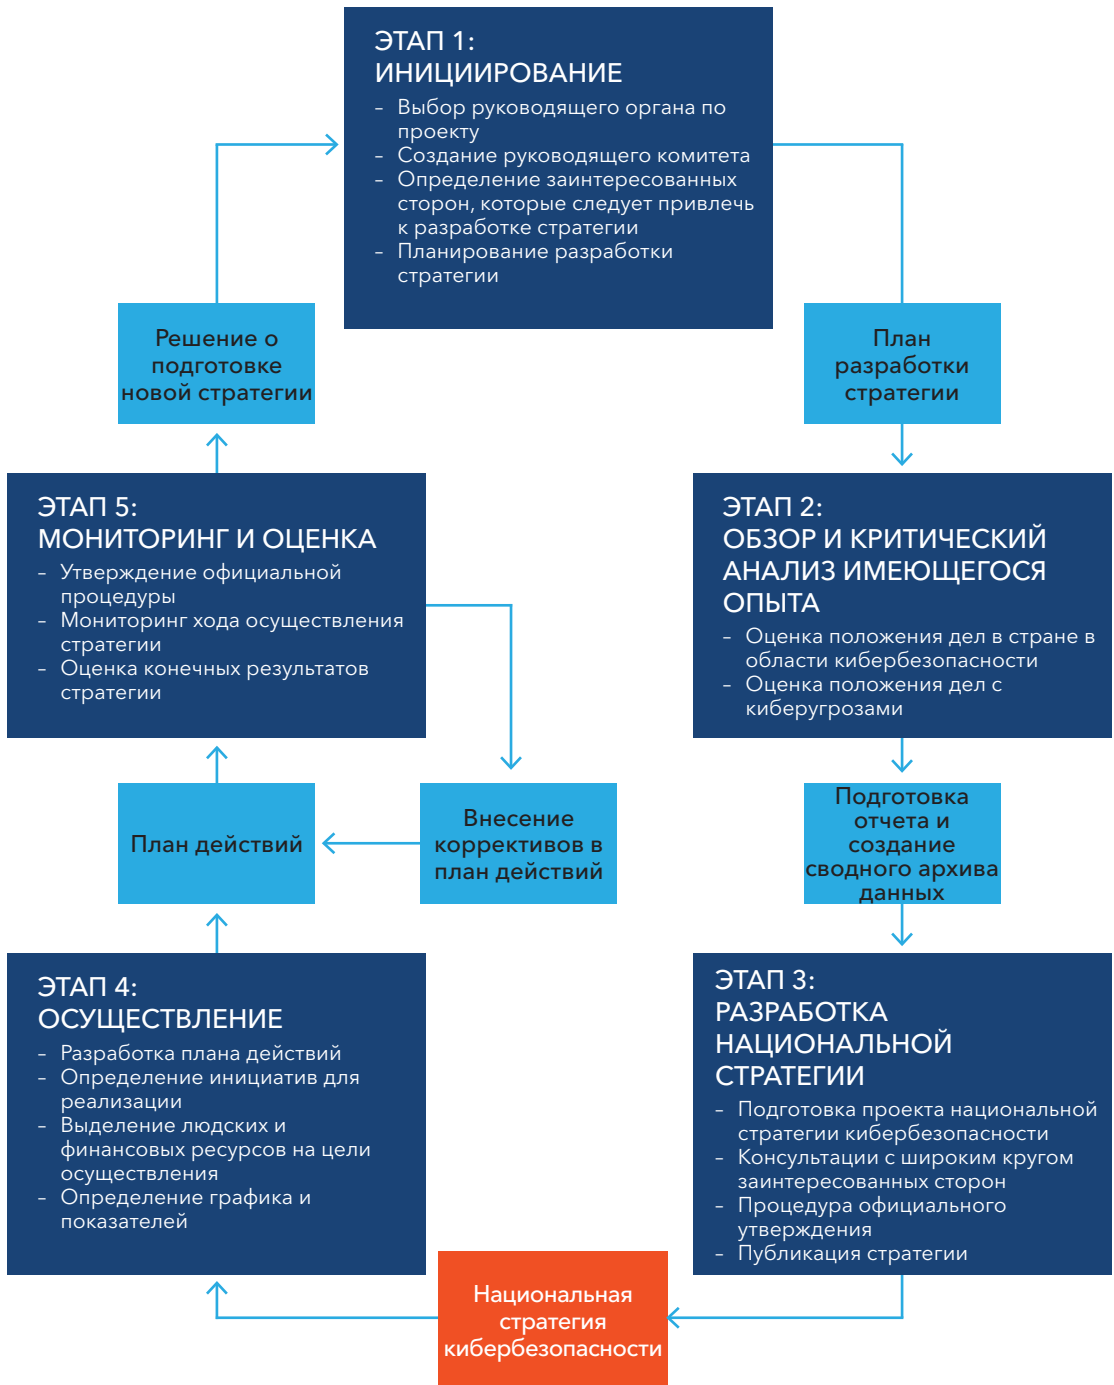 ЭТАП 1:
ИНИЦИИРОВАНИЕ
– Выбор руководящего органа по
проекту
– Создание руководящего комитета
– Определение заинтересованных
сторон, которые следует привлечь
к разработке стратегии
– Планирование разработки
стратегии
Решение о
подготовке
новой стратегии
План
разработки
стратегии
ЭТАП 5:
МОНИТОРИНГ И ОЦЕНКА
– Утверждение официальной
процедуры
– Мониторинг хода осуществления
стратегии
– Оценка конечных результатов
стратегии
ЭТАП 2:
ОБЗОР И КРИТИЧЕСКИЙ
АНАЛИЗ ИМЕЮЩЕГОСЯ
ОПЫТА
– Оценка положения дел в стране в
области кибербезопасности
– Оценка положения дел с
киберугрозами
План действий
Внесение
коррективов в
план действий
Подготовка
отчета и
создание
сводного архива
данных
ЭТАП 4:
ОСУЩЕСТВЛЕНИЕ
– Разработка плана действий
– Определение инициатив для
реализации
– Выделение людских и
финансовых ресурсов на цели
осуществления
– Определение графика и
показателей
ЭТАП 3:
РАЗРАБОТКА
НАЦИОНАЛЬНОЙ
СТРАТЕГИИ
– Подготовка проекта национальной
стратегии кибербезопасности
– Консультации с широким кругом
заинтересованных сторон
– Процедура официального
утверждения
– Публикация стратегии
Национальная
стратегия
кибербезопасности